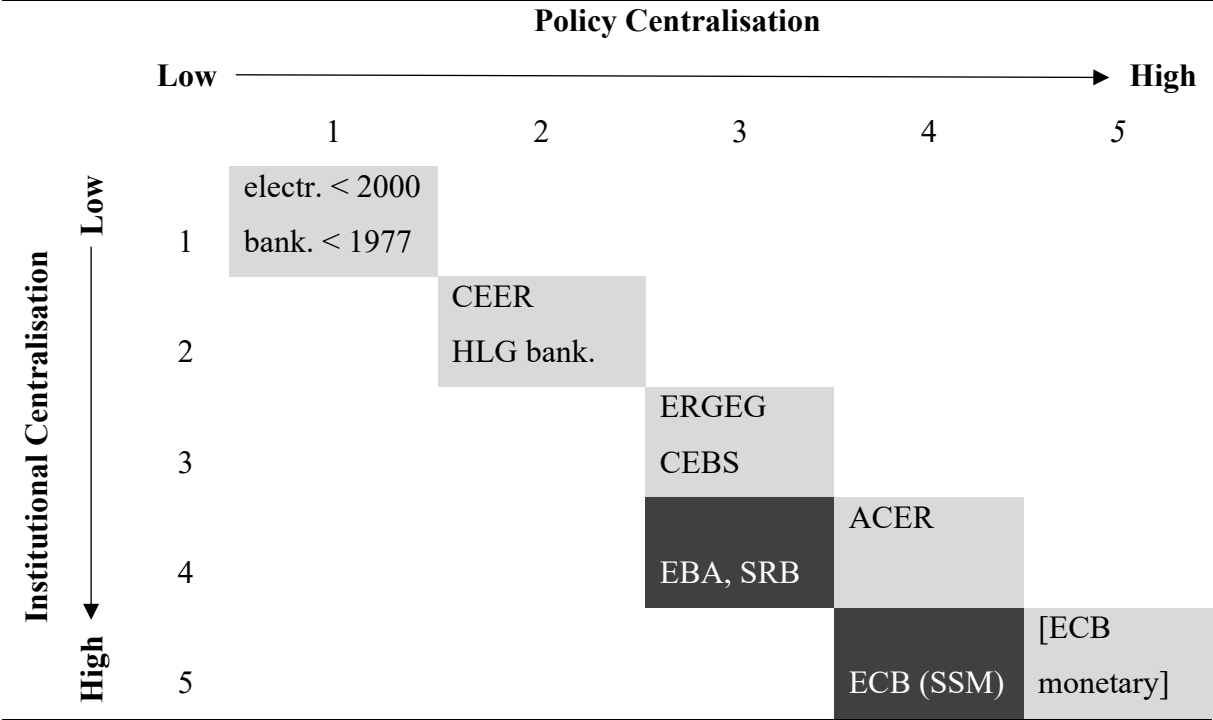 Policy Centralisation
Low High
1 2 3 4 5
Institutional Centralisation
Low
High
electr. < 2000
1 bank. < 1977
CEER
2 HLG bank.
ERGEG
3 CEBS
ACER
4 EBA, SRB
[ECB
5 ECB (SSM) monetary]